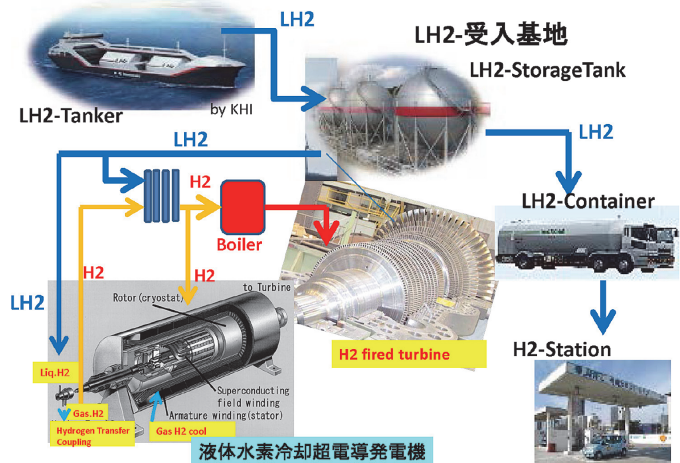 LH2
LH2-受入基地
LH2-StorageTank
LH2-Tanker
by KHI
LH2
LH2
H2
Boiler
LH2-Container
H2
H2
LH2
to Turbine
Rotor(cryostat)
H2 fired turbine
H2-Station
Liq.H2
Superconducting
field winding
Armature winding(stator)
Gas.H2
Hydrogen Transfer
Coupling
Gas H2 cool
液体水素冷却超電導発電機